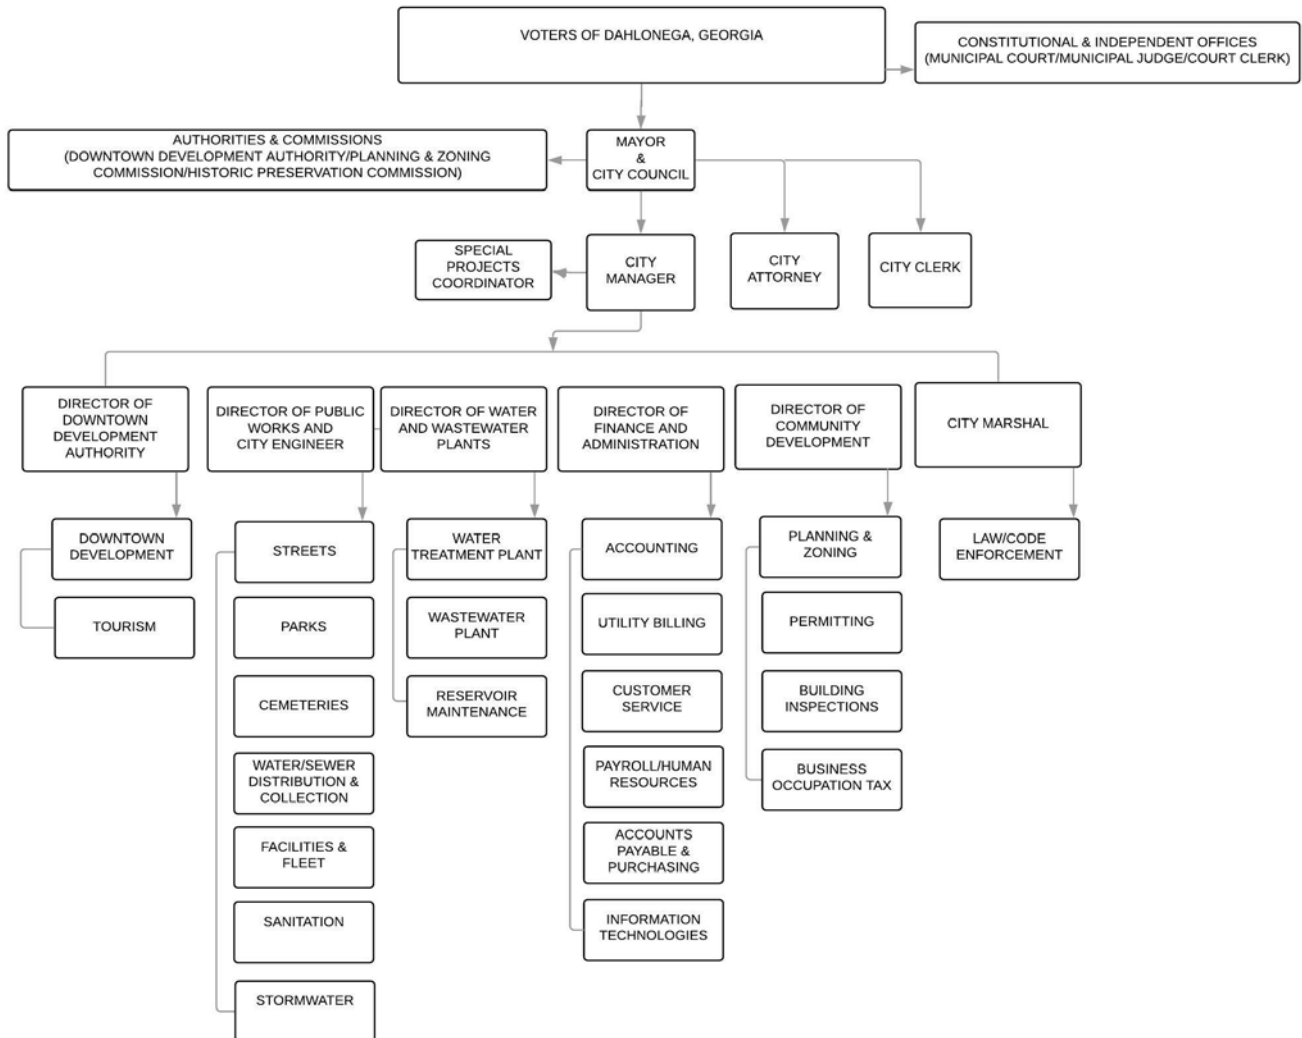 VOTERS OF DAHLONEGA, GEORGIA
CONSTITUTIONAL & INDEPENDENT OFFICES
(MUNICIPAL COURT/MUNICIPAL JUDGE/COURT CLERK)
AUTHORITIES & COMMISSIONS
(DOWNTOWN DEVELOPMENT AUTHORITY/PLANNING & ZONING
COMMISSION/HISTORIC PRESERVATION COMMISSION)
MAYOR
&
CITY COUNCIL
SPECIAL
PROJECTS
COORDINATOR
CITY
MANAGER
CITY
ATTORNEY
CITY CLERK
DIRECTOR OF
DOWNTOWN
DEVELOPMENT
AUTHORITY
DIRECTOR OF PUBLIC
WORKS AND
CITY ENGINEER
DIRECTOR OF WATER
AND WASTEWATER
PLANTS
DIRECTOR OF
FINANCE AND
ADMINISTRATION
DIRECTOR OF
COMMUNITY
DEVELOPMENT
CITY MARSHAL
DOWNTOWN
DEVELOPMENT
TOURISM
STREETS
PARKS
CEMETERIES
WATER/SEWER
DISTRIBUTION &
COLLECTION
FACILITIES &
FLEET
SANITATION
STORMWATER
WATER
TREATMENT PLANT
WASTEWATER
PLANT
RESERVOIR
MAINTENANCE
ACCOUNTING
UTILITY BILLING
CUSTOMER
SERVICE
PAYROLL/HUMAN
RESOURCES
ACCOUNTS
PAYABLE &
PURCHASING
INFORMATION
TECHNOLOGIES
PLANNING &
ZONING
PERMITTING
BUILDING
INSPECTIONS
BUSINESS
OCCUPATION TAX
LAW/CODE
ENFORCEMENT